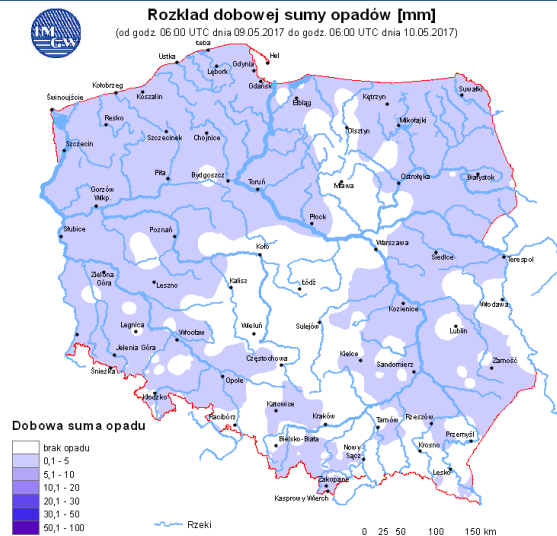 IM
GW
Rozkład dobowej sumy opadów [mm]
(od godz. 06:00 UTC dnia 09.05.2017 do godz. 06:00 UTC dnia 10.05.2017)
Łeba
Ustka
Hel
Lębork
Gdynia
Gdańsk
Kołobrzeg
Koszalin
Elbląg
Kętrzyn
Suwałki
Świnoujście
Resko
Szczecinek
Chojnice
Olsztyn
Mikołajki
Szczecin
Piła
Bydgoszcz
Toruń
Mława
Ostrołęka
Białystok
Gorzów
Wlkp.
Płock
Słubice
Poznań
Koło
Warszawa
Siedlce
Terespol
Zielona
Góra
Leszno
Kalisz
Łódź
Kozienice
Włodawa
Legnica
Wrocław
Wieluń
Sulejów
Lublin
Jelenia Góra
Śnieżka
Częstochowa
Kielce
Sandomierz
Zamość
Opole
Kłodzko
Katowice
Racibórz
Kraków
Tarnów
Rzeszów
Bielsko-Biała
Nowy
Sącz
Krosno
Przemyśl
Lesko
Zakopane
Kasprowy Wierch
Dobowa suma opadu
brak opadu
0,1 - 5
5,1 - 10
10,1 - 20
20,1 - 30
30,1 - 50
50,1 - 100
Rzeki
0 25 50 100 150 km